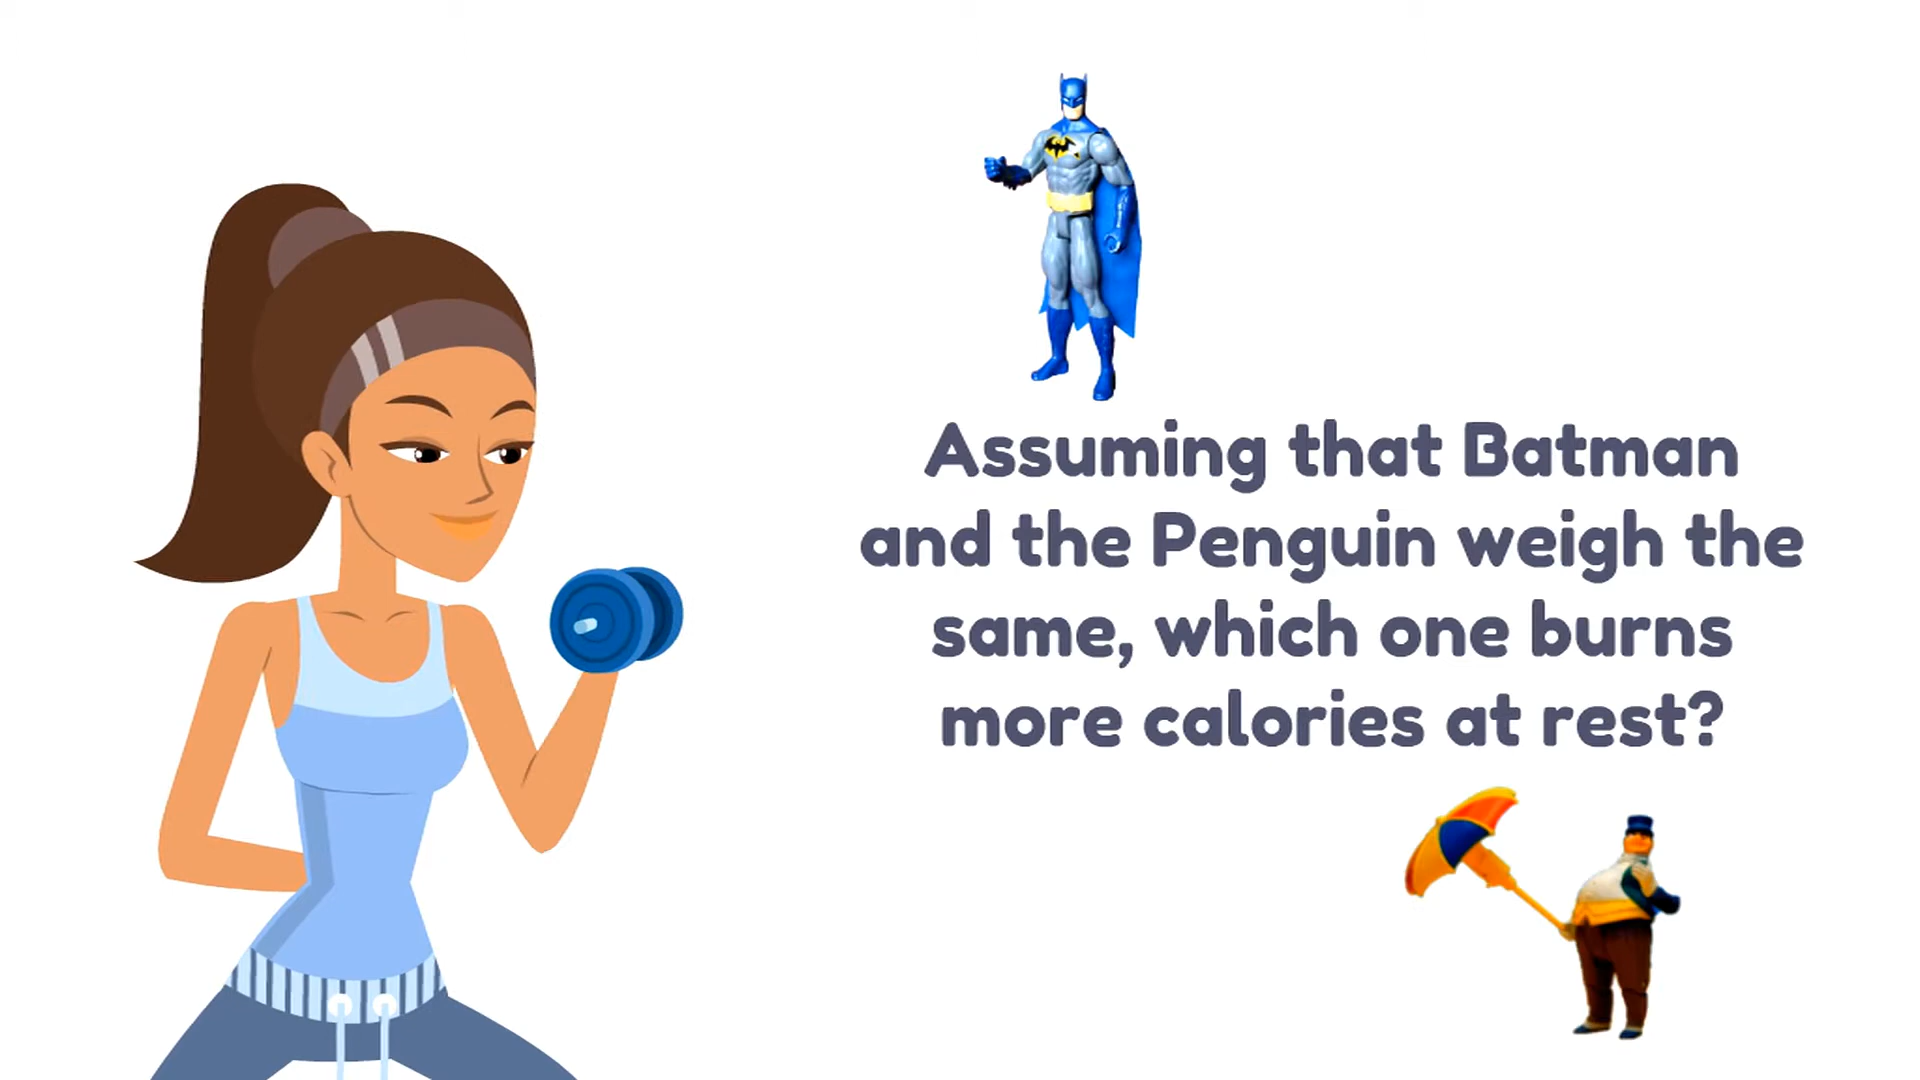 Assuming that Batman
and the Penguin weigh the
same, which one burns
more calories at rest?